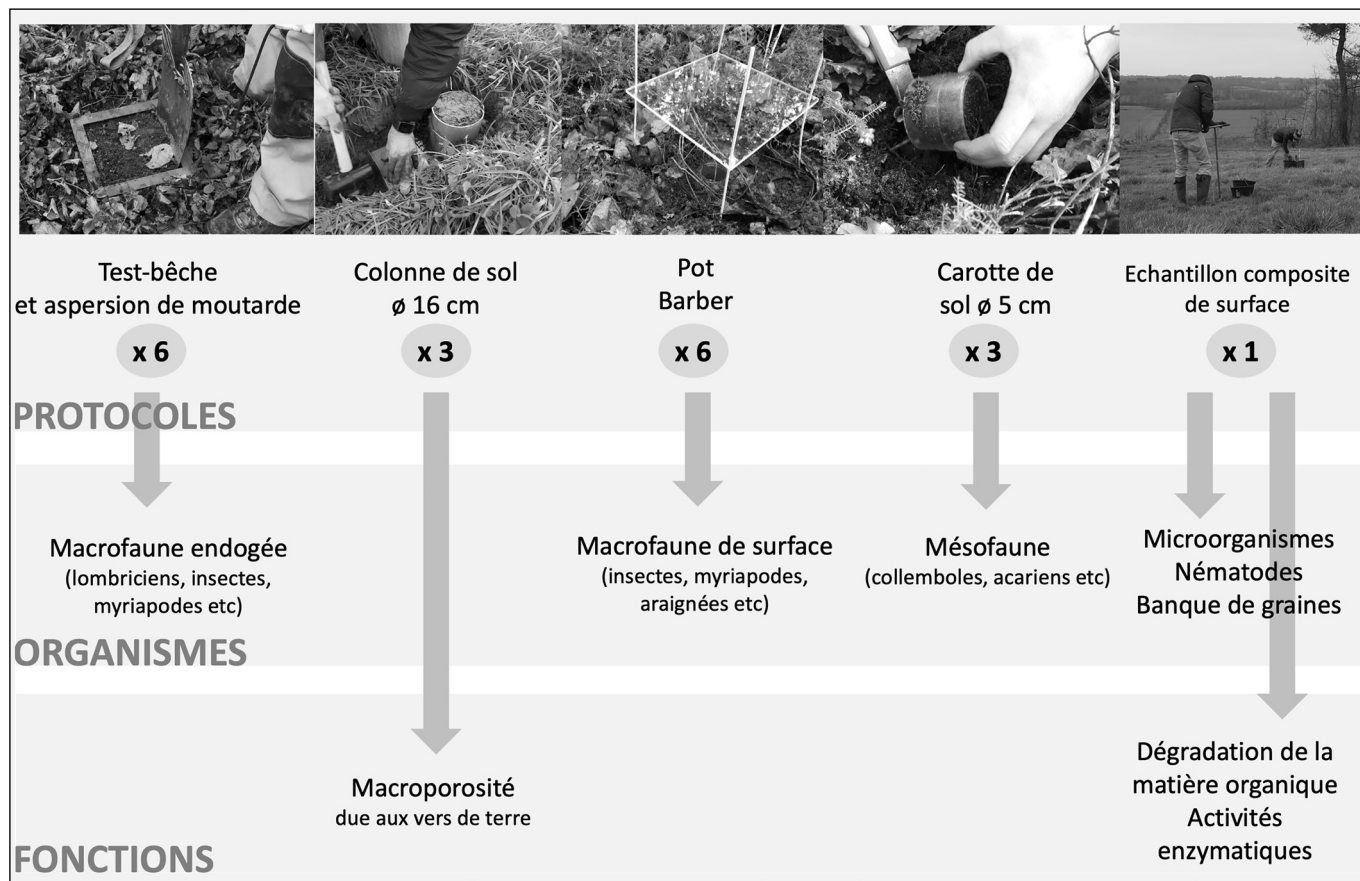 Test-bêche
et aspersion de moutarde
x 6
Colonne de sol
ø 16 cm
x 3
Pot
Barber
x 6
Carotte de
sol ø 5 cm
x 3
Echantillon composite
de surface
x 1
PROTOCOLES
Macrofaune endogée
(lombriciens, insectes,
myriapodes etc)
Macrofaune de surface
(insectes, myriapodes,
araignées etc)
Mésofaune
(collemboles, acariens etc)
Microorganismes
Nématodes
Banque de graines
ORGANISMES
Macroporosité
due aux vers de terre
Dégradation de la
matière organique
Activités
enzymatiques
FONCTIONS